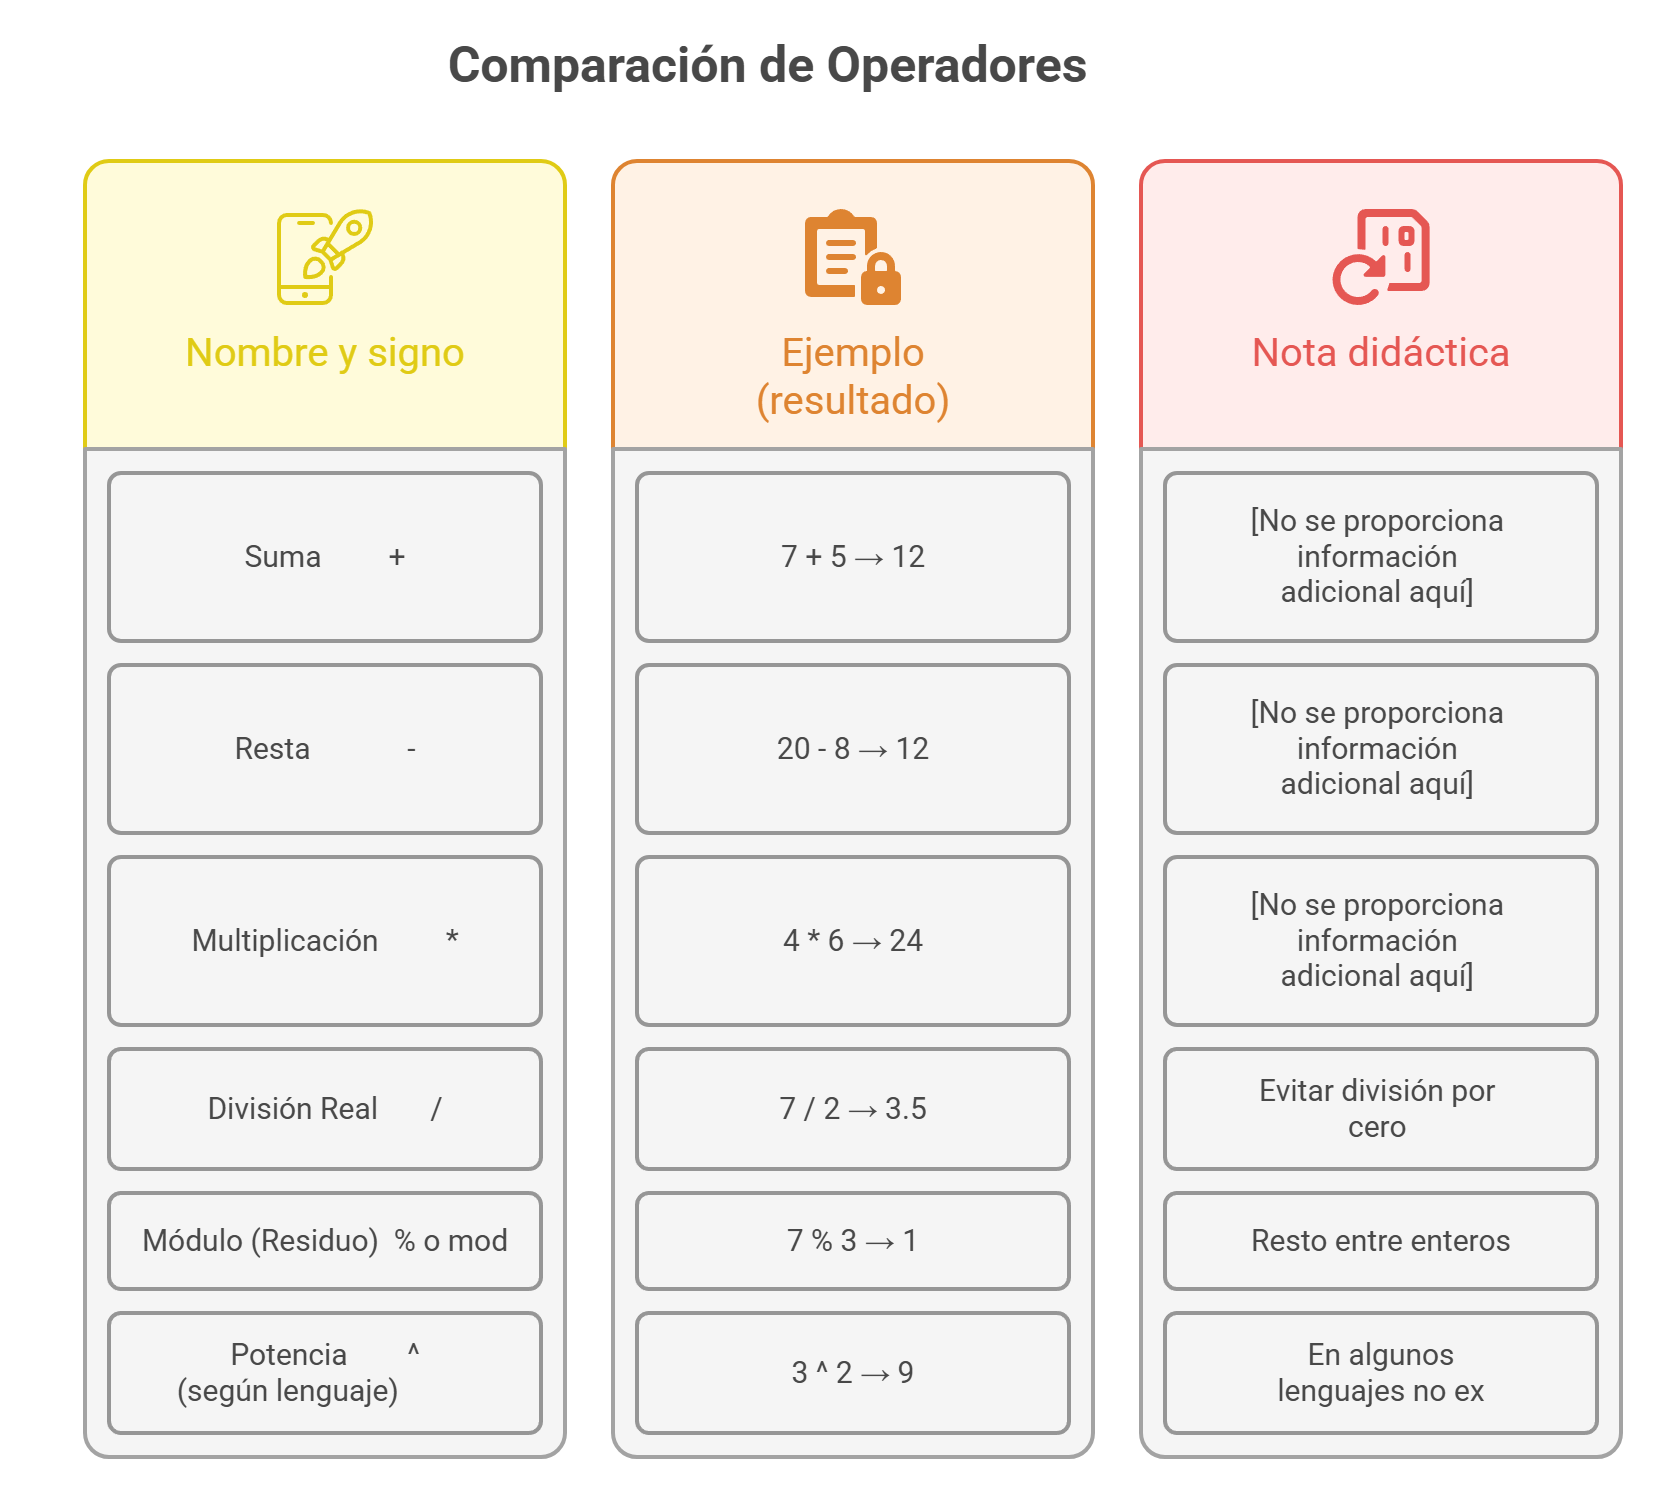 Comparación de Operadores
Nombre y signo
Ejemplo
(resultado)
Nota didáctica
Suma +
7 + 5 → 12
[No se proporciona
información
adicional aquí]
Resta -
20 - 8 → 12
[No se proporciona
información
adicional aquí]
Multiplicación *
4 * 6 → 24
[No se proporciona
información
adicional aquí]
División Real /
7 / 2 → 3.5
Evitar división por
cero
Módulo (Residuo) % o mod
7 % 3 → 1
Resto entre enteros
Potencia ^
(según lenguaje)
3 ^ 2 → 9
En algunos
lenguajes no ex